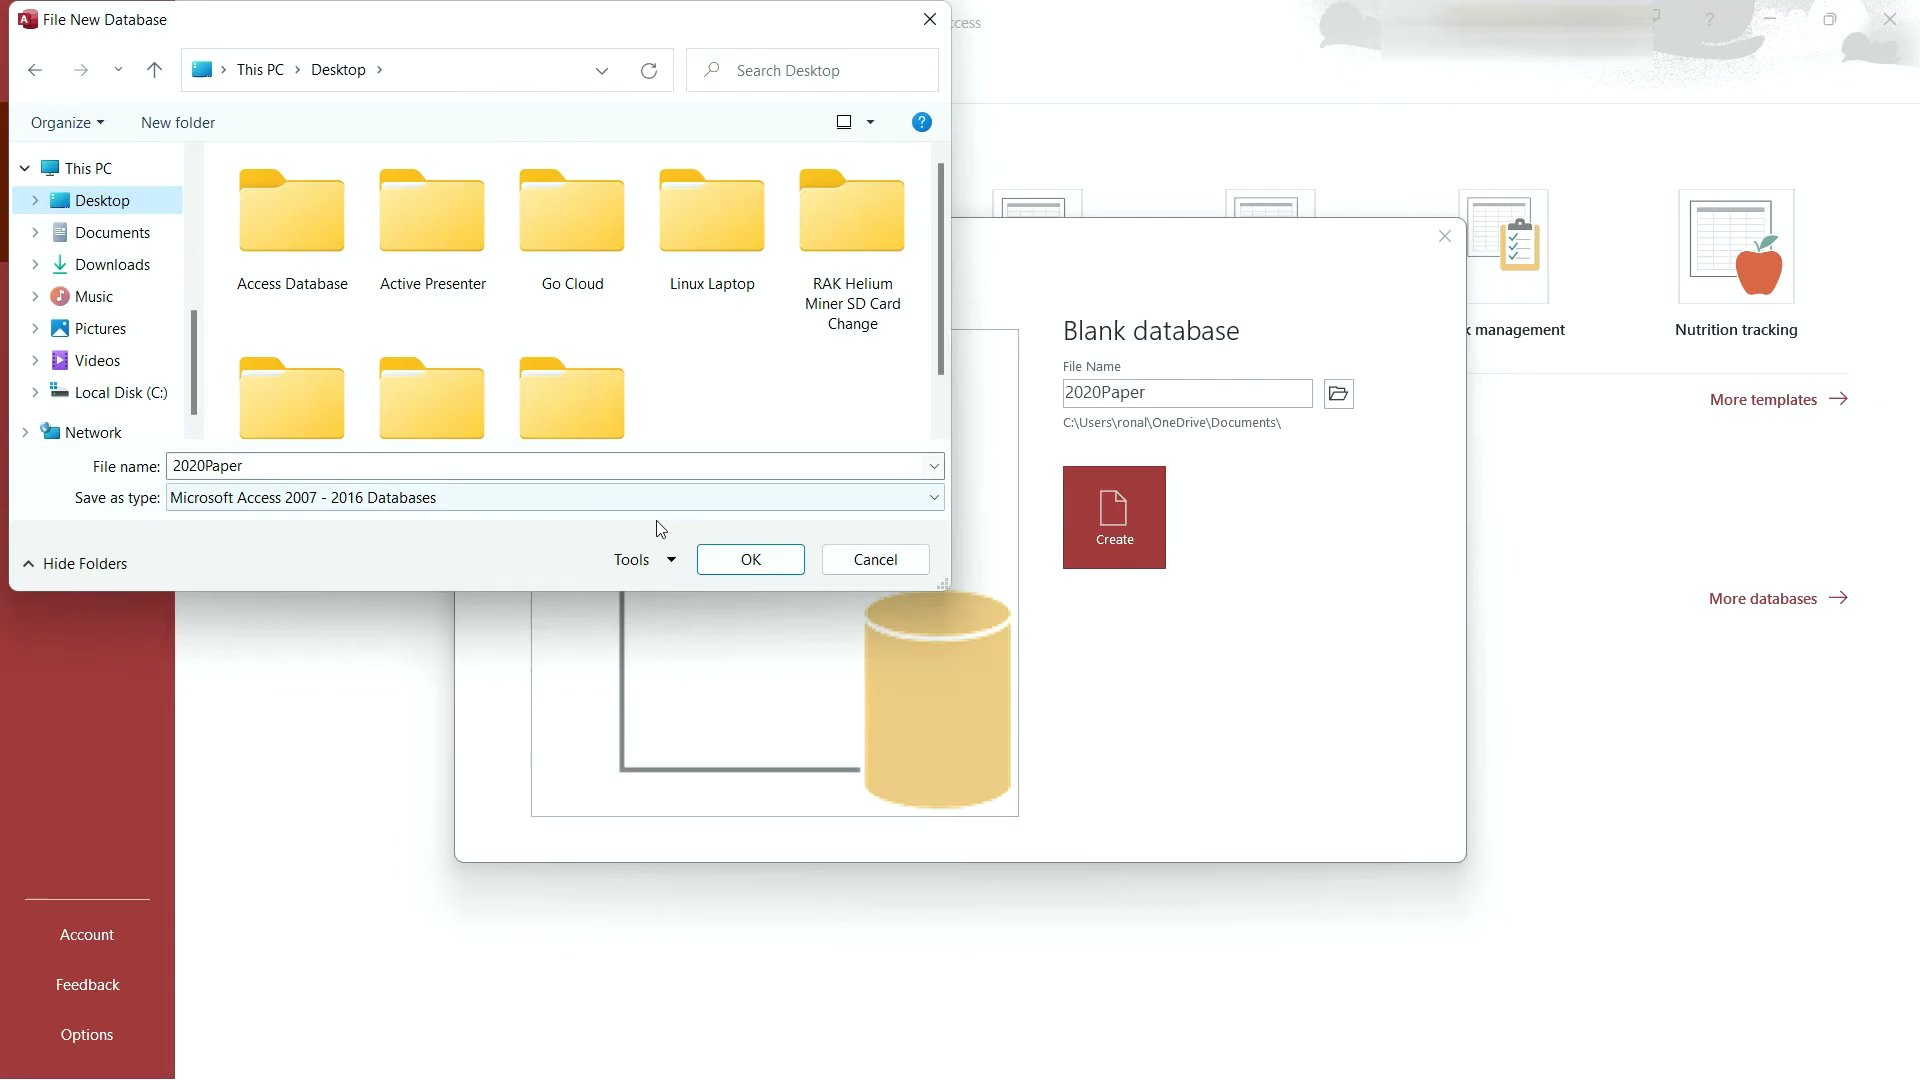 File New Database
cess
This PC
Desktop
Search Desktop
Organize
New folder
This PC
Desktop
Documents
Downloads
Music
Pictures
Videos
Local Disk (C:)
Network
Access Database
Active Presenter
Go Cloud
Linux Laptop
RAK Helium
Miner SD Card
Change
File name: 2020Paper
Save as type: Microsoft Access 2007 - 2016 Databases
Hide Folders
Tools
OK
Cancel
Blank database
File Name
2020Paper
C:\Users\ronal\OneDrive\Documents\
Create
management
Nutrition tracking
More templates
More databases
Account
Feedback
Options